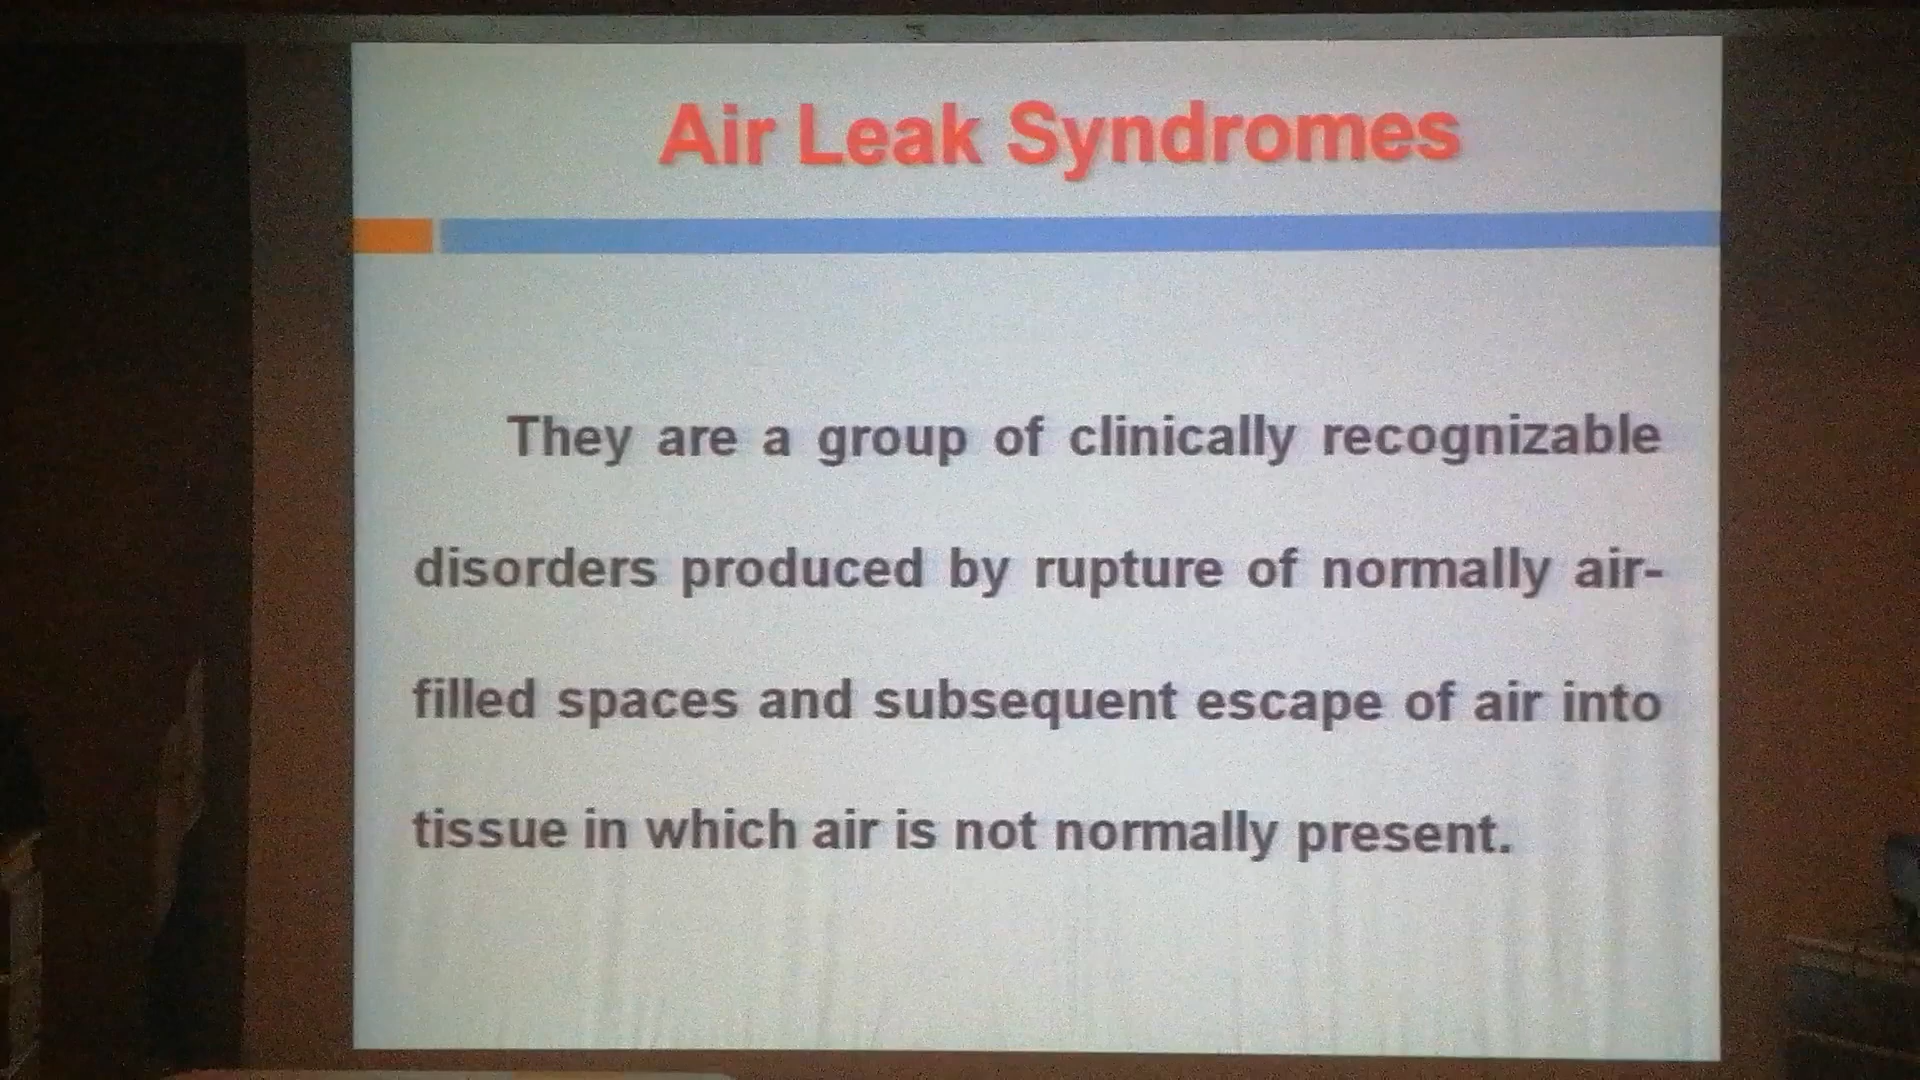 Air Leak Syndromes
They are a group of clinically recognizable
disorders produced by rupture of normally air-
filled spaces and subsequent escape of air into
tissue in which air is not normally present.